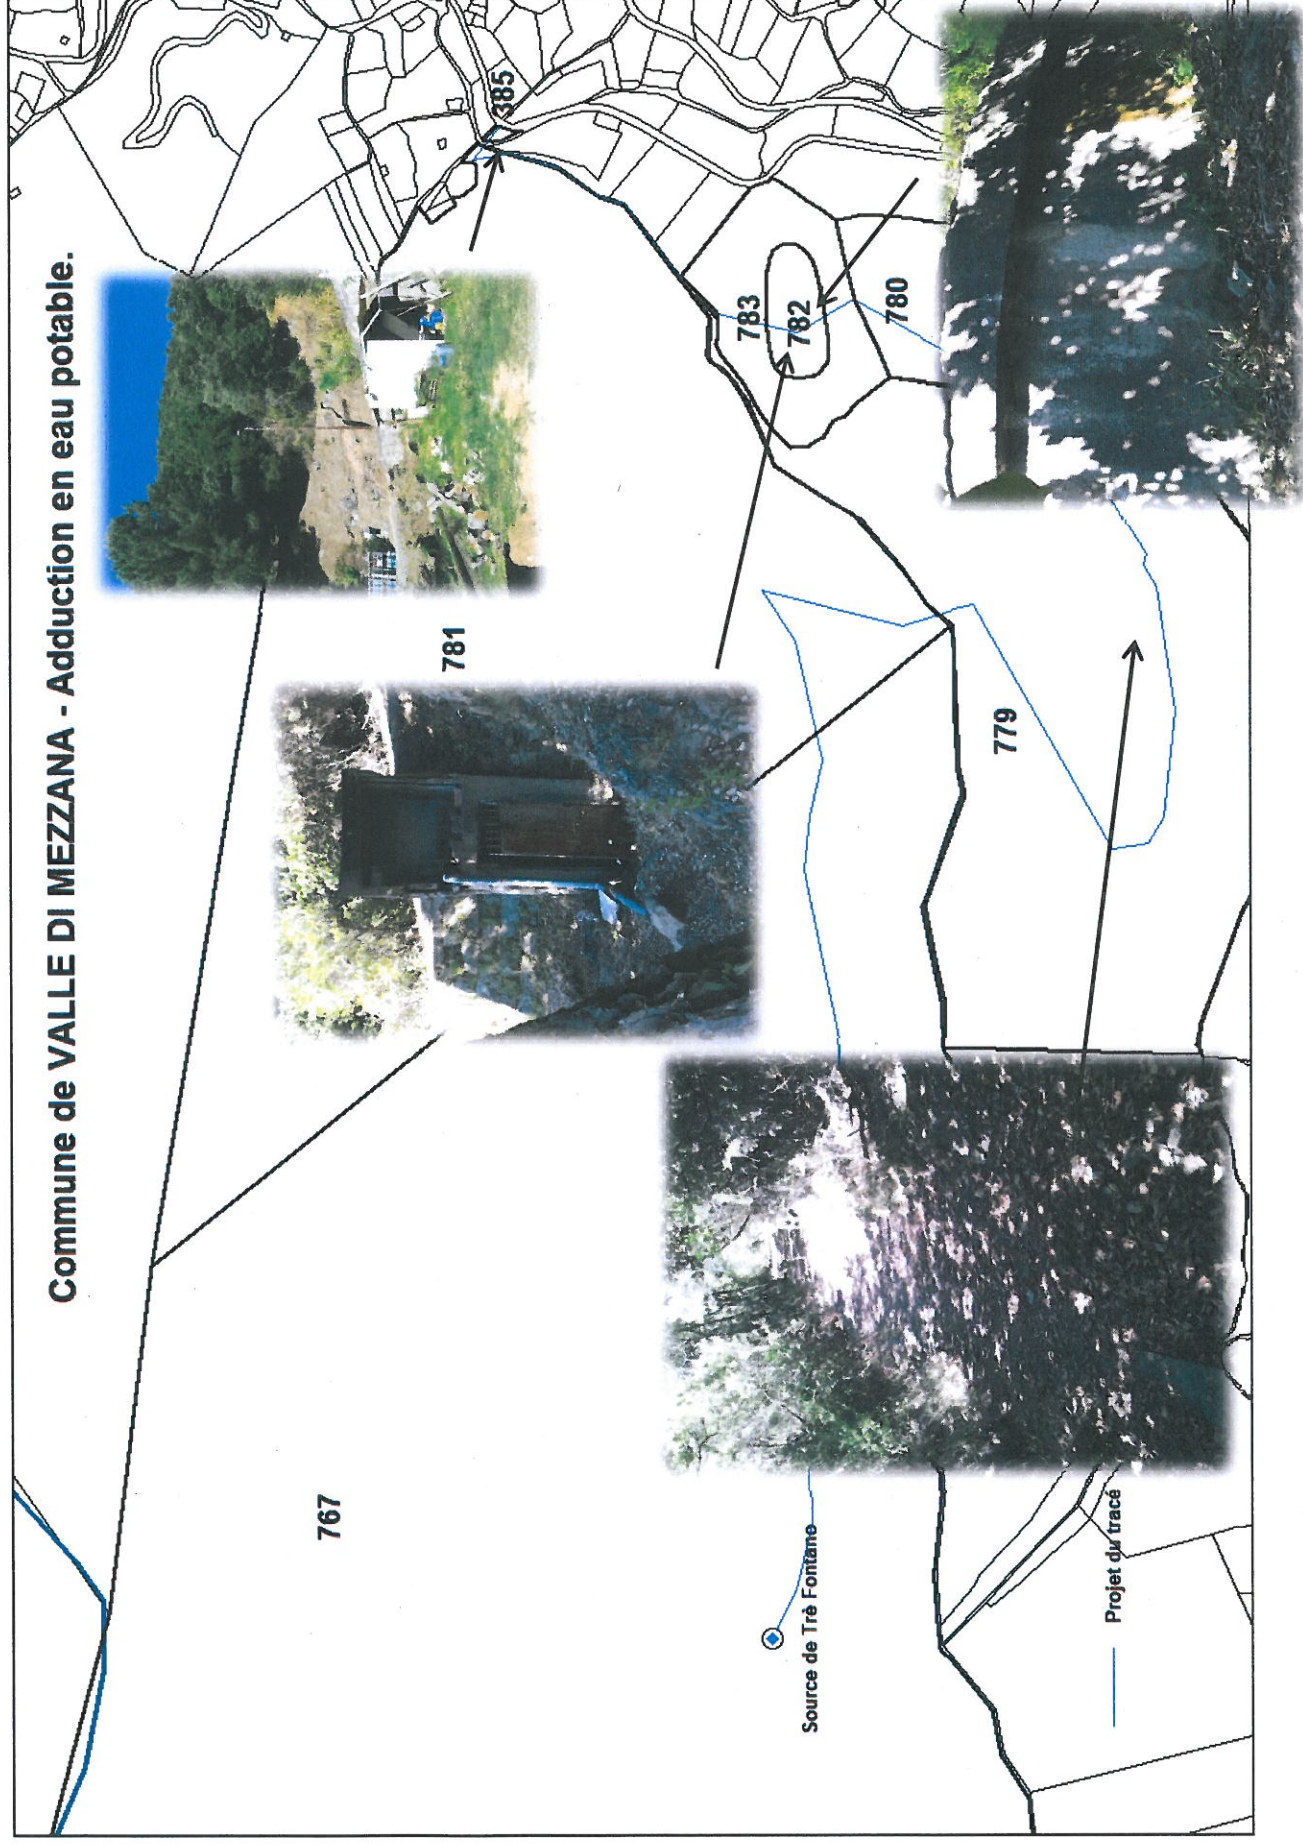 Commune de VALLE DI MEZZANA - Adduction en eau potable.
385
781
783
782
780
779
767
Source de Trè Fontane
Projet du tracé